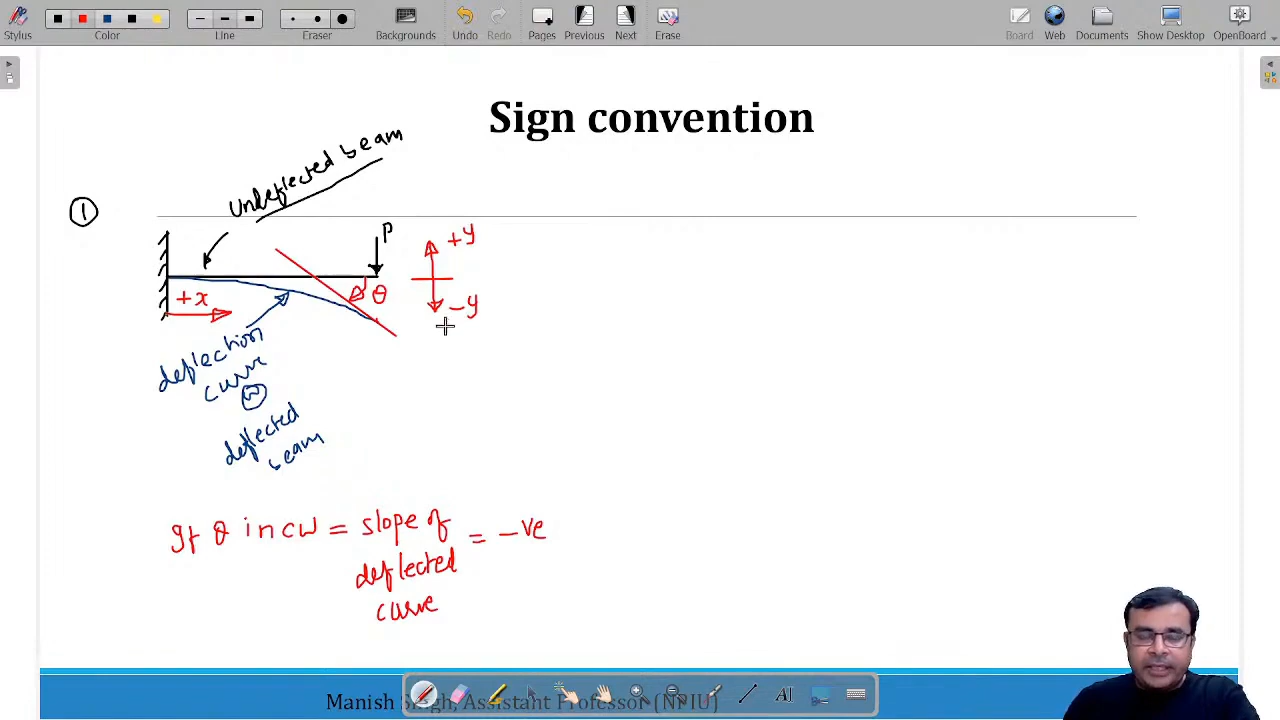 Stylus
Color
Line
Eraser
Backgrounds
Undo
Redo
Pages
Previous
Next
Erase
Board
Web
Documents
Show Desktop
OpenBoard
Sign convention
undeflected beam
①
P
+y
θ
-y
+x
deflection
curve
deflected
beam
If θ in cw = slope of
deflected
curve
= -ve
Manish Singh, Assistant Professor (NPIU)